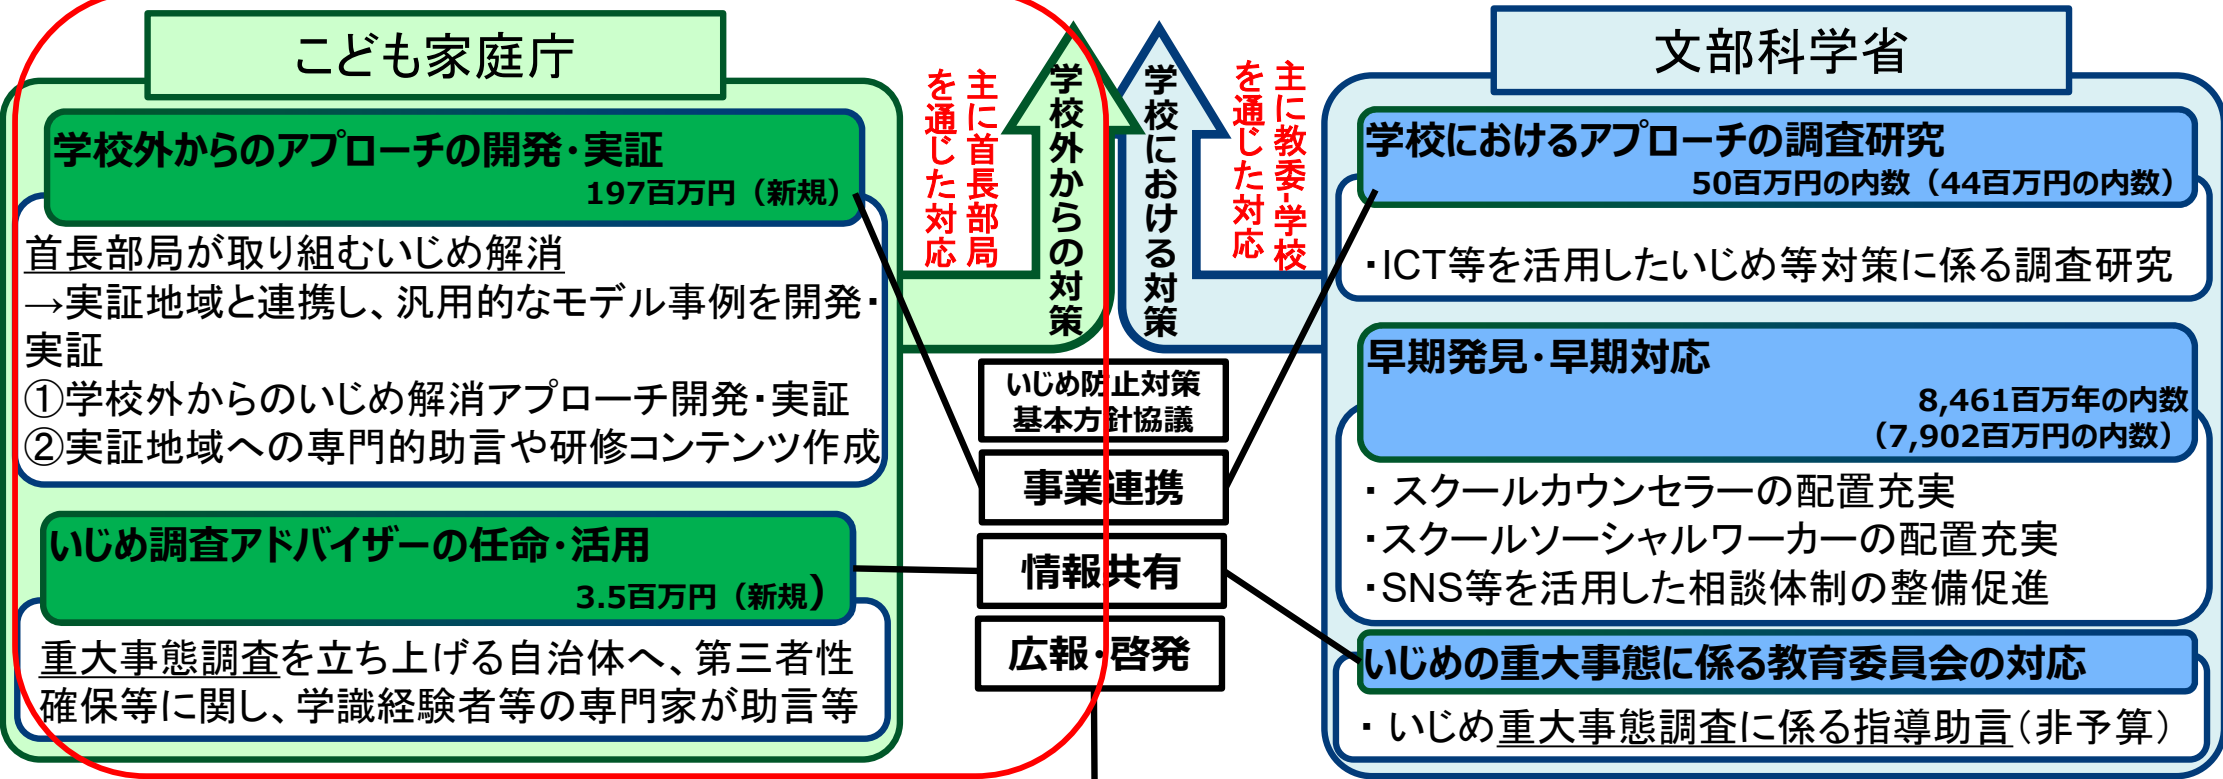 こども家庭庁
学校外からのアプローチの開発・実証
197百万円（新規）
首長部局が取り組むいじめ解消
→実証地域と連携し、汎用的なモデル事例を開発・
実証
①学校外からのいじめ解消アプローチ開発・実証
②実証地域への専門的助言や研修コンテンツ作成
いじめ調査アドバイザーの任命・活用
3.5百万円（新規）
重大事態調査を立ち上げる自治体へ、第三者性
確保等に関し、学識経験者等の専門家が助言等
主に首長部局
を通じた対応
学校外からの対策
学校における対策
主に教委・学校
を通じた対応
いじめ防止対策
基本方針協議
事業連携
情報共有
広報・啓発
文部科学省
学校におけるアプローチの調査研究
50百万円の内数（44百万円の内数）
・ICT等を活用したいじめ等対策に係る調査研究
早期発見・早期対応
8,461百万年の内数
（7,902百万円の内数）
・スクールカウンセラーの配置充実
・スクールソーシャルワーカーの配置充実
・SNS等を活用した相談体制の整備促進
いじめの重大事態に係る教育委員会の対応
・いじめ重大事態調査に係る指導助言（非予算）